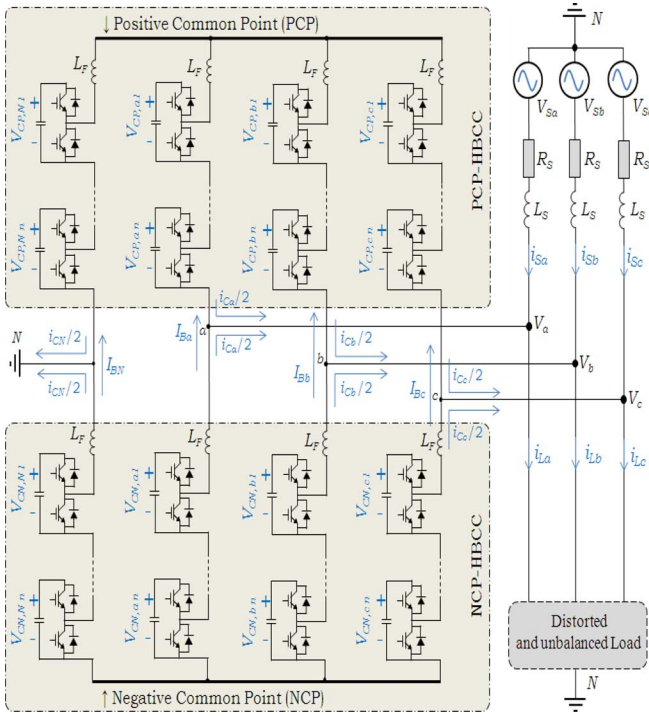 ↓ Positive Common Point (PCP)
N
L_F L_F L_F L_F
V_Sa V_Sb V_S
V_CP,N1 V_CP,a1 V_CP,b1 V_CP,c1
+ + + +
- - - -
R_S R_S R_S
PCP-HBCC
L_S L_S L_S
V_CP,Nn V_CP,an V_CP,bn V_CP,cn
+ + + +
- - - -
i_Sa i_Sb i_Sc
i_CN/2 i_Ca/2
N I_Ba a V_a
i_CN/2 I_BN i_Ca/2 i_Cb/2
b V_b
I_Bb i_Cb/2 i_Cc/2
I_Bc c V_c
i_Cc/2
L_F L_F L_F L_F
i_La i_Lb i_Lc
V_CN,N1 V_CN,a1 V_CN,b1 V_CN,c1
+ + + +
- - - -
NCP-HBCC
V_CN,Nn V_CN,an V_CN,bn V_CN,cn
+ + + +
- - - -
Distorted
and unbalanced Load
↑ Negative Common Point (NCP)
N